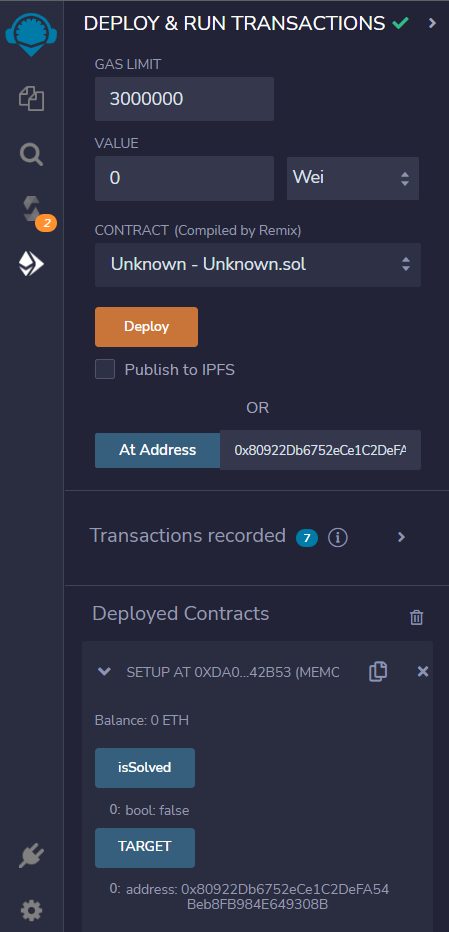 DEPLOY & RUN TRANSACTIONS
GAS LIMIT
3000000
VALUE
0
Wei
CONTRACT (Compiled by Remix)
Unknown - Unknown.sol
2
Deploy
Publish to IPFS
OR
At Address
0x80922Db6752eCe1C2DeFA
Transactions recorded 7 i
Deployed Contracts
SETUP AT 0XDA0...42B53 (MEMC
Balance: 0 ETH
isSolved
0: bool: false
TARGET
0: address: 0x80922Db6752eCe1C2DeFA54
Beb8FB984E649308B